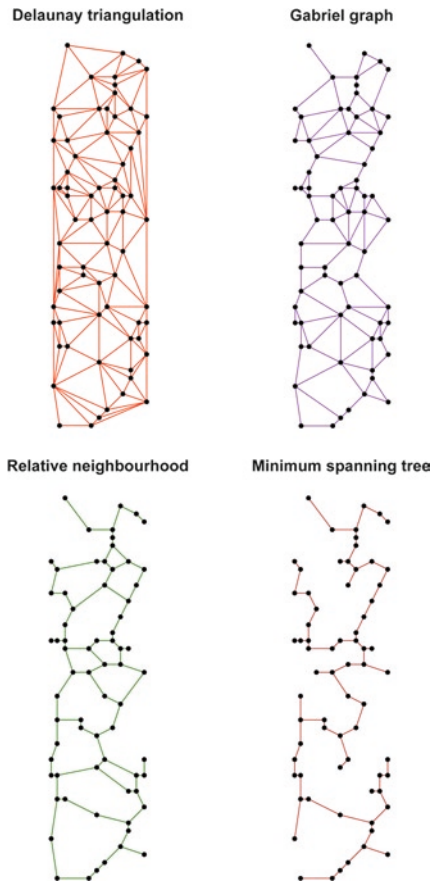 Delaunay triangulation
Gabriel graph
Relative neighbourhood
Minimum spanning tree